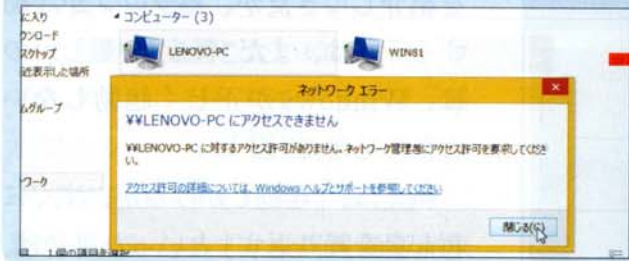 に入り
ウンロード
スクトップ
近表示した場所
ムグループ
ワーク
コンピューター (3)
LENOVO-PC
WIN81
ネットワーク エラー
¥¥LENOVO-PC にアクセスできません
¥¥LENOVO-PC に対するアクセス許可がありません。ネットワーク管理者にアクセス許可を要求してくださ
い。
アクセス許可の詳細については、Windows ヘルプとサポートを参照してください
閉じる(C)
1 個の項目を選択